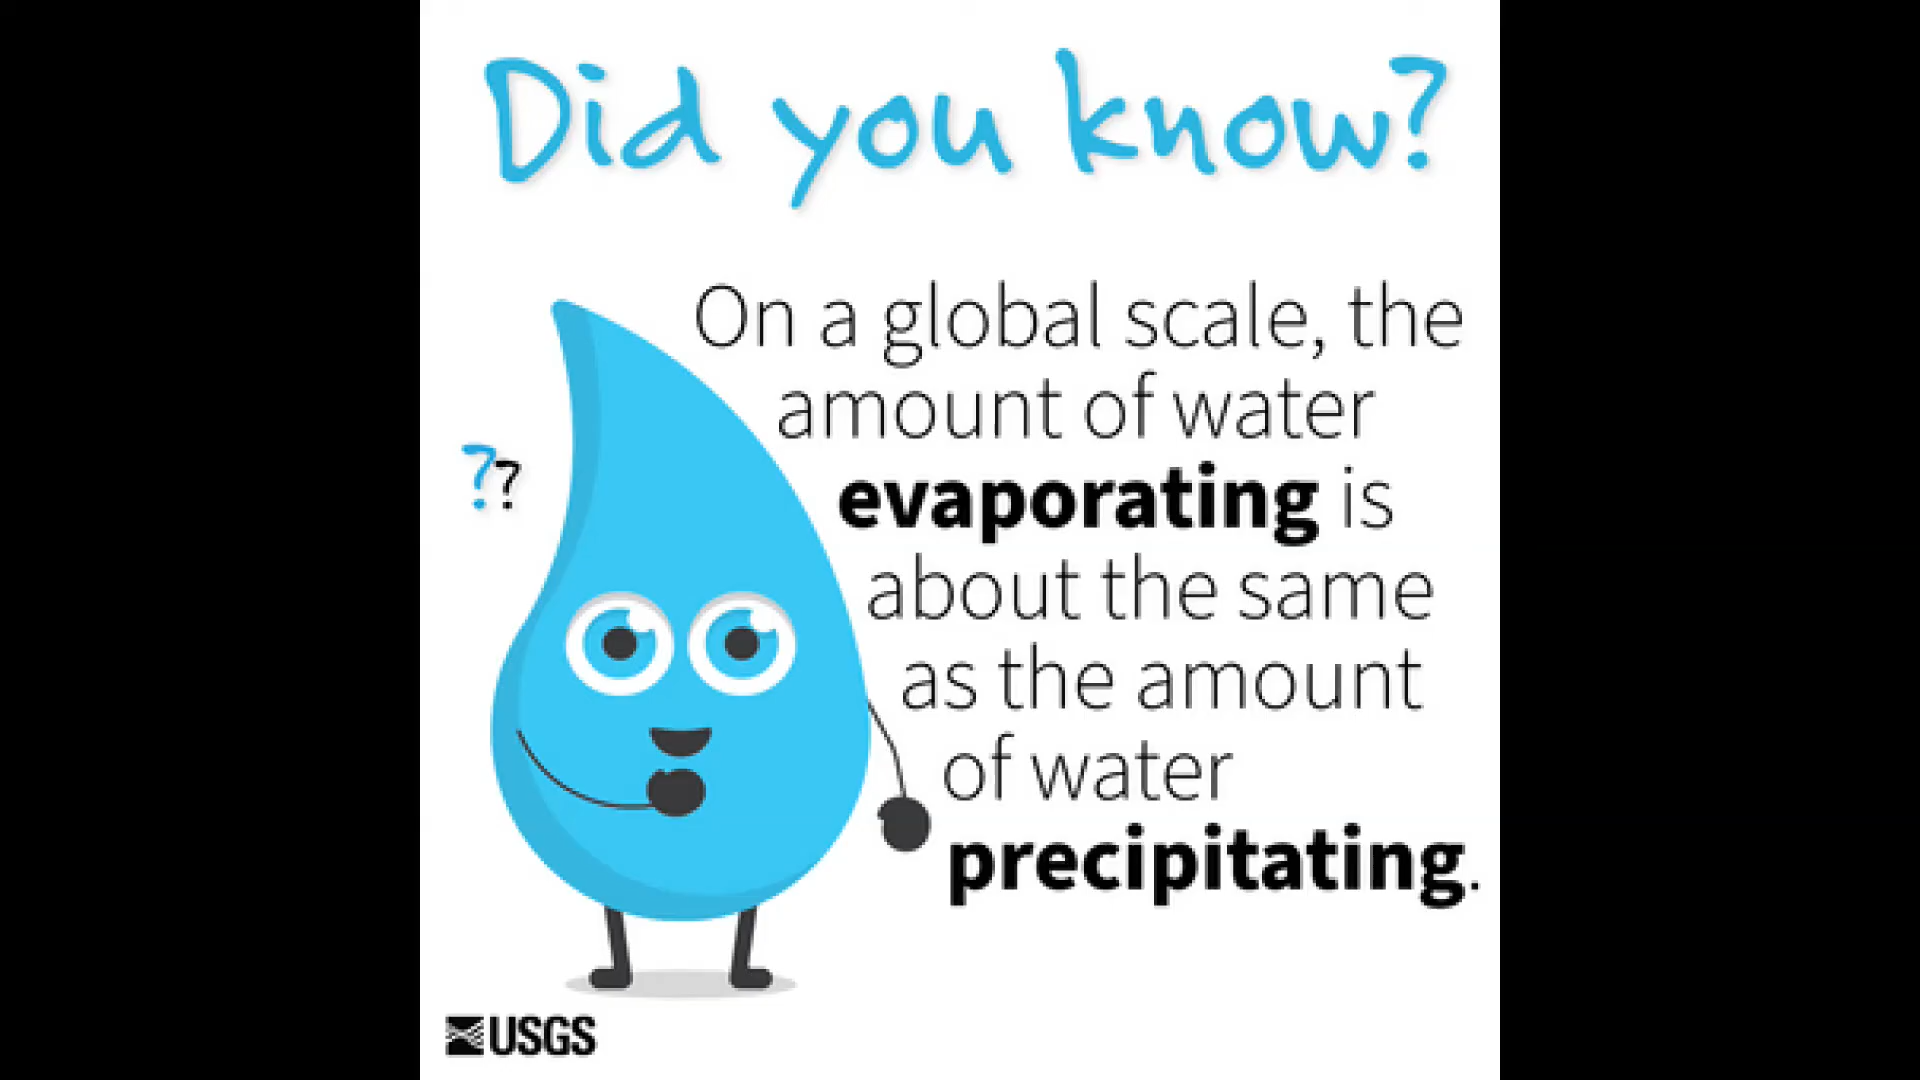 Did you know?
On a global scale, the
amount of water
evaporating is
about the same
as the amount
of water
precipitating.
??
USGS